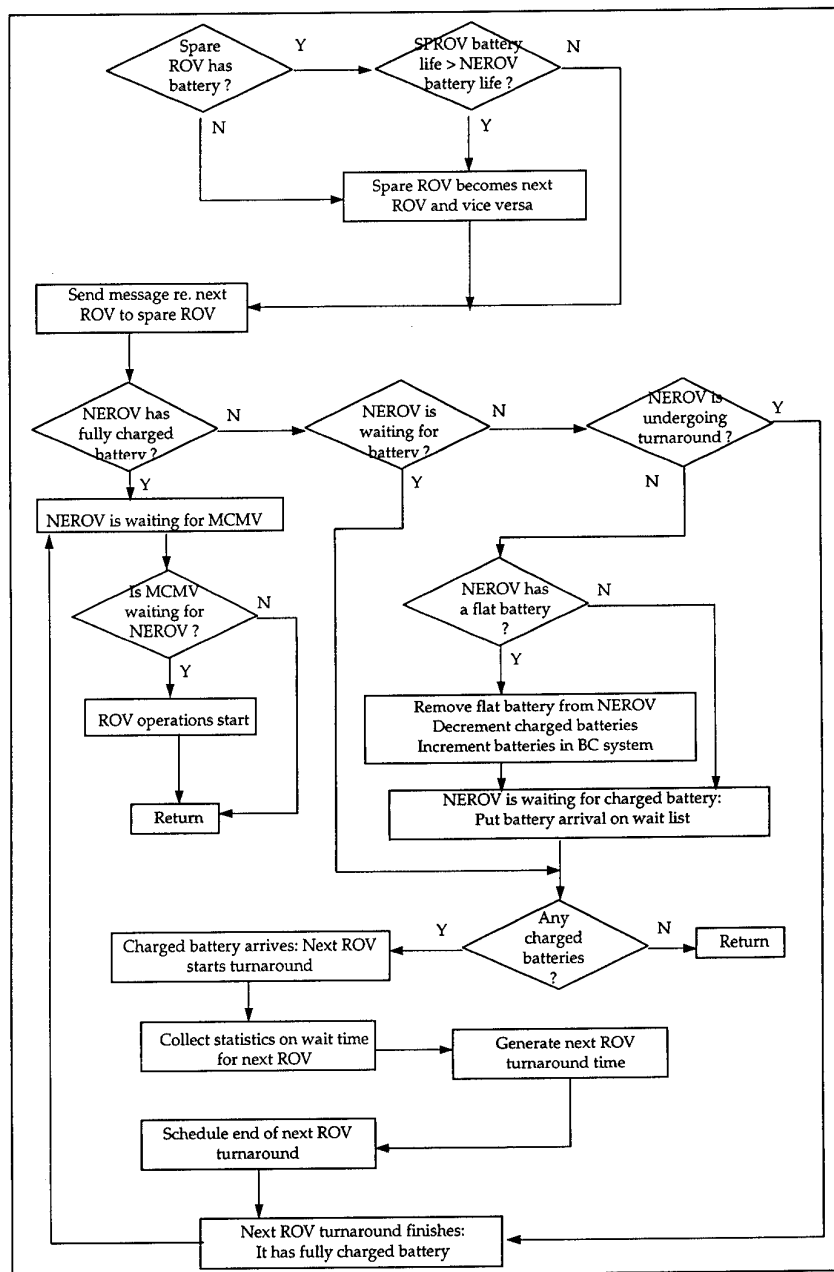 Spare
ROV has
battery ?
Y
SPROV battery
life > NEROV
battery life ?
N
N
Y
Spare ROV becomes next
ROV and vice versa
Send message re. next
ROV to spare ROV
NEROV has
fully charged
battery ?
N
NEROV is
waiting for
battery ?
N
NEROV is
undergoing
turnaround ?
Y
Y
Y
N
NEROV is waiting for MCMV
Is MCMV
waiting for
NEROV ?
N
NEROV has
a flat battery
?
N
Y
Y
ROV operations start
Remove flat battery from NEROV
Decrement charged batteries
Increment batteries in BC system
Return
NEROV is waiting for charged battery:
Put battery arrival on wait list
Any
charged
batteries
?
Y
N
Return
Charged battery arrives: Next ROV
starts turnaround
Collect statistics on wait time
for next ROV
Generate next ROV
turnaround time
Schedule end of next ROV
turnaround
Next ROV turnaround finishes:
It has fully charged battery